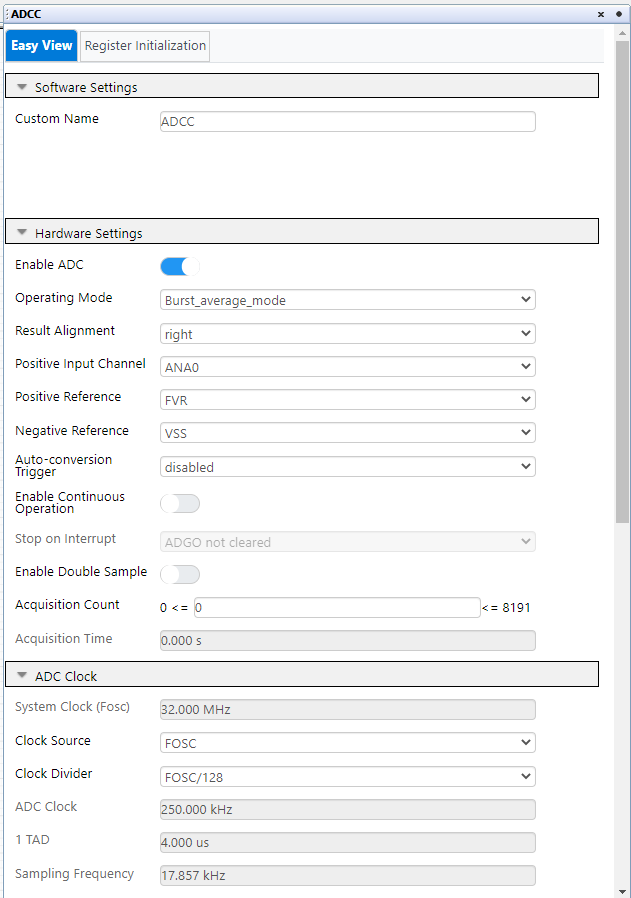 ADCC
Easy View Register Initialization
Software Settings
Custom Name ADCC
Hardware Settings
Enable ADC
Operating Mode Burst_average_mode
Result Alignment right
Positive Input Channel ANA0
Positive Reference FVR
Negative Reference VSS
Auto-conversion
Trigger disabled
Enable Continuous
Operation
Stop on Interrupt ADGO not cleared
Enable Double Sample
Acquisition Count 0 <= 0 <= 8191
Acquisition Time 0.000 s
ADC Clock
System Clock (Fosc) 32.000 MHz
Clock Source FOSC
Clock Divider FOSC/128
ADC Clock 250.000 kHz
1 TAD 4.000 us
Sampling Frequency 17.857 kHz